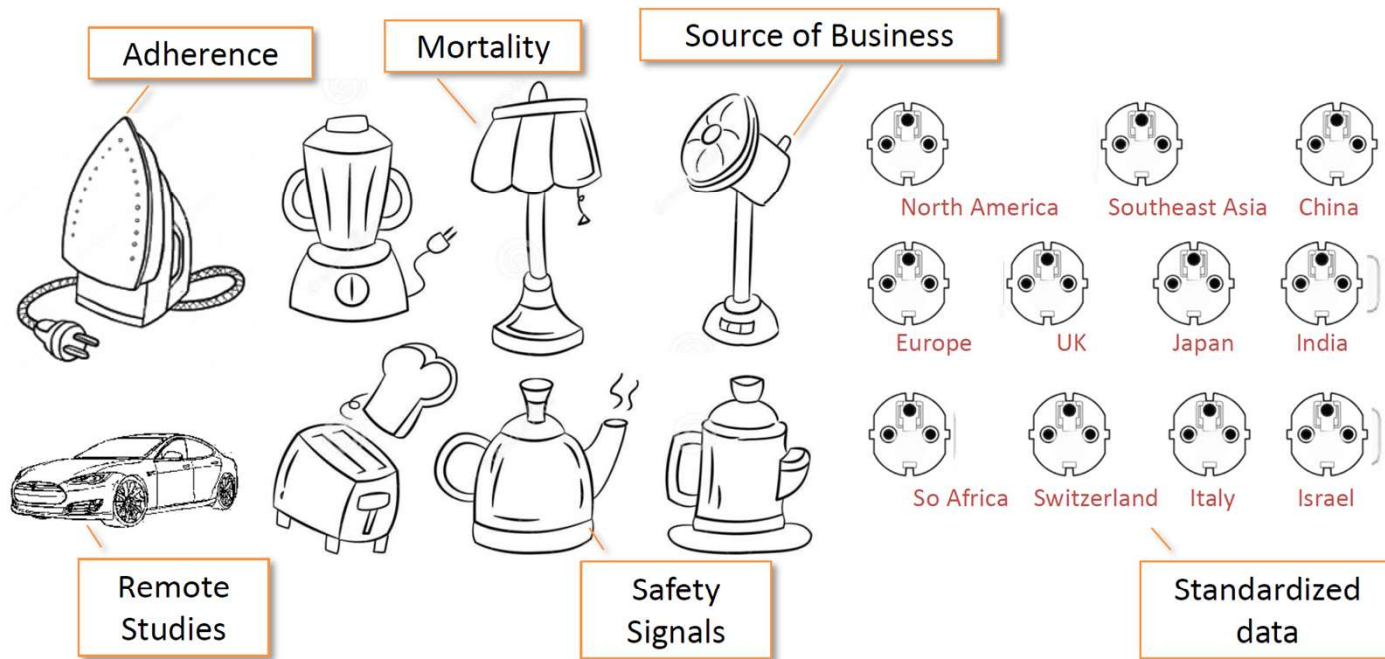 Adherence
Mortality
Source of Business
North America
Southeast Asia
China
Europe
UK
Japan
India
So Africa
Switzerland
Italy
Israel
Remote
Studies
Safety
Signals
Standardized
data